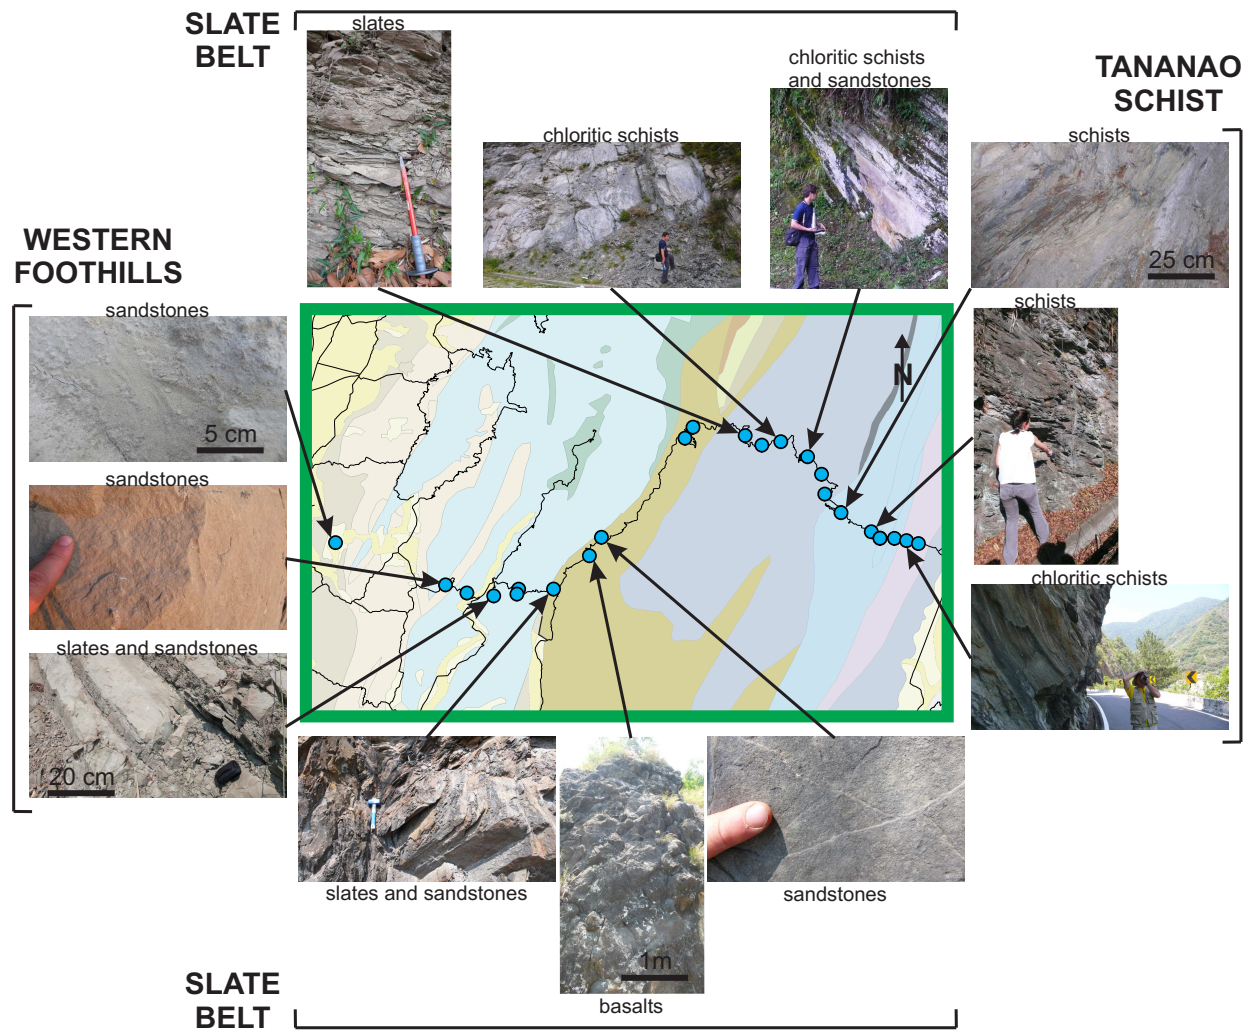 SLATE
BELT
slates
chloritic schists
chloritic schists
and sandstones
TANANAO
SCHIST
schists
25 cm
WESTERN
FOOTHILLS
sandstones
5 cm
sandstones
slates and sandstones
20 cm
N
schists
chloritic schists
slates and sandstones
1m
basalts
sandstones
SLATE
BELT